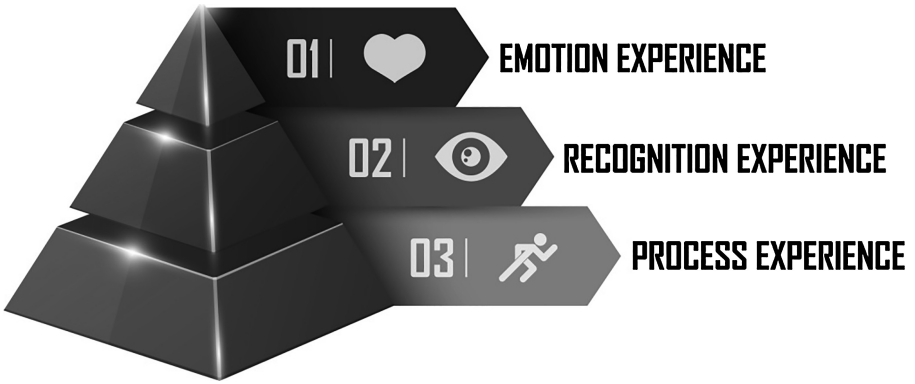 01
EMOTION EXPERIENCE
02
RECOGNITION EXPERIENCE
03
PROCESS EXPERIENCE